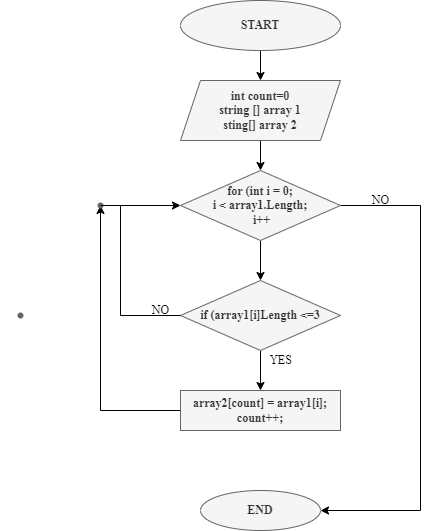 START
int count=0
string [] array 1
sting[] array 2
for (int i = 0;
i < array1.Length;
i++
NO
if (array1[i]Length <=3
NO
YES
array2[count] = array1[i];
count++;
END